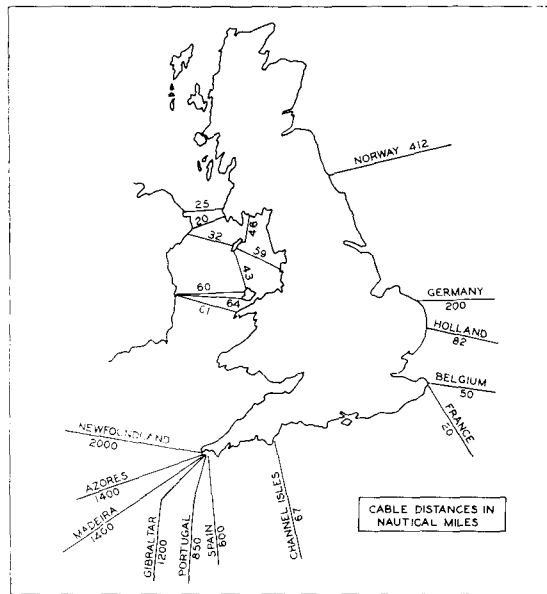 NORWAY 412
25
20
46
32
59
43
60
64
61
GERMANY
200
HOLLAND
82
BELGIUM
50
FRANCE
20
NEWFOUNDLAND
2000
AZORES
1400
MADEIRA
1400
GIBRALTAR
1200
PORTUGAL
850
SPAIN
600
CHANNEL ISLES
67
CABLE DISTANCES IN
NAUTICAL MILES